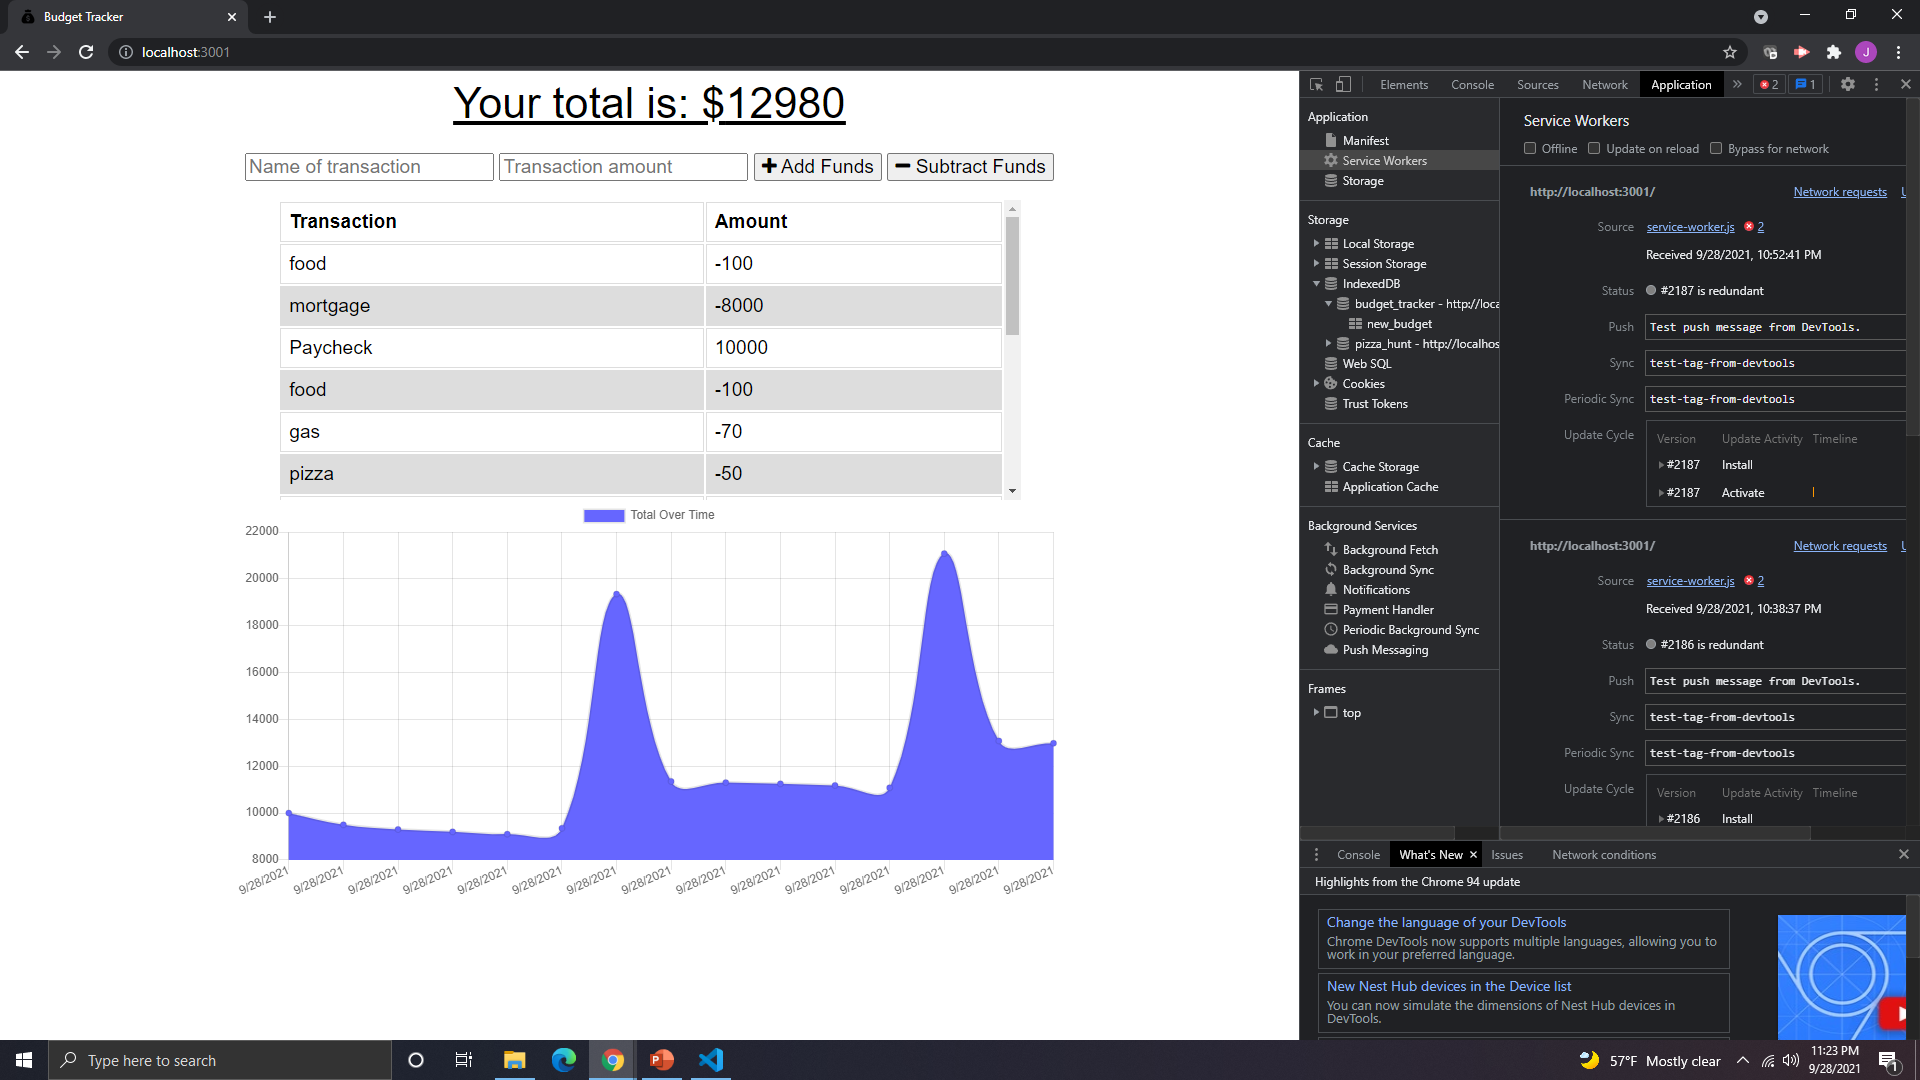 Budget Tracker
localhost:3001
J
Your total is: $12980
Name of transaction Transaction amount Add Funds Subtract Funds
Transaction Amount
food -100
mortgage -8000
Paycheck 10000
food -100
gas -70
pizza -50
Total Over Time
22000
20000
18000
16000
14000
12000
10000
8000
9/28/2021 9/28/2021 9/28/2021 9/28/2021 9/28/2021 9/28/2021 9/28/2021 9/28/2021 9/28/2021 9/28/2021 9/28/2021 9/28/2021 9/28/2021 9/28/2021 9/28/2021
Elements Console Sources Network Application » 2 1
Application
Manifest
Service Workers
Storage
Storage
Local Storage
Session Storage
IndexedDB
budget_tracker - http://loca
new_budget
pizza_hunt - http://localhos
Web SQL
Cookies
Trust Tokens
Cache
Cache Storage
Application Cache
Background Services
Background Fetch
Background Sync
Notifications
Payment Handler
Periodic Background Sync
Push Messaging
Frames
top
Service Workers
Offline Update on reload Bypass for network
http://localhost:3001/ Network requests U
Source service-worker.js 2
Received 9/28/2021, 10:52:41 PM
Status #2187 is redundant
Push Test push message from DevTools.
Sync test-tag-from-devtools
Periodic Sync test-tag-from-devtools
Update Cycle Version Update Activity Timeline
#2187 Install
#2187 Activate
http://localhost:3001/ Network requests U
Source service-worker.js 2
Received 9/28/2021, 10:38:37 PM
Status #2186 is redundant
Push Test push message from DevTools.
Sync test-tag-from-devtools
Periodic Sync test-tag-from-devtools
Update Cycle Version Update Activity Timeline
#2186 Install
Console What's New Issues Network conditions
Highlights from the Chrome 94 update
Change the language of your DevTools
Chrome DevTools now supports multiple languages, allowing you to
work in your preferred language.
New Nest Hub devices in the Device list
You can now simulate the dimensions of Nest Hub devices in
DevTools.
Type here to search
57°F Mostly clear
11:23 PM
9/28/2021
1